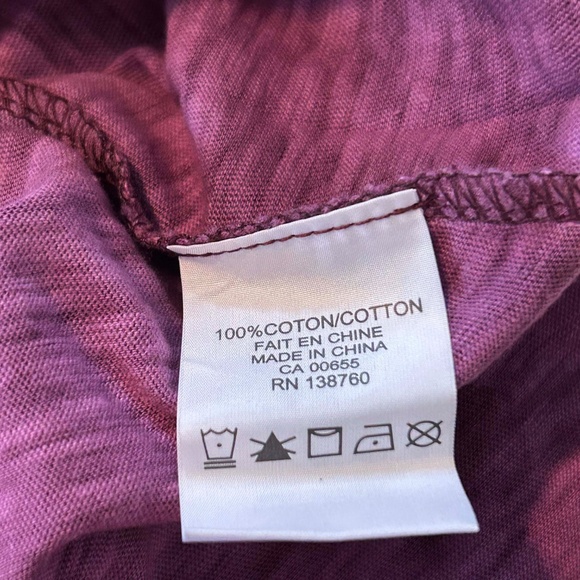 100%COTON/COTTON
FAIT EN CHINE
MADE IN CHINA
CA 00655
RN 138760